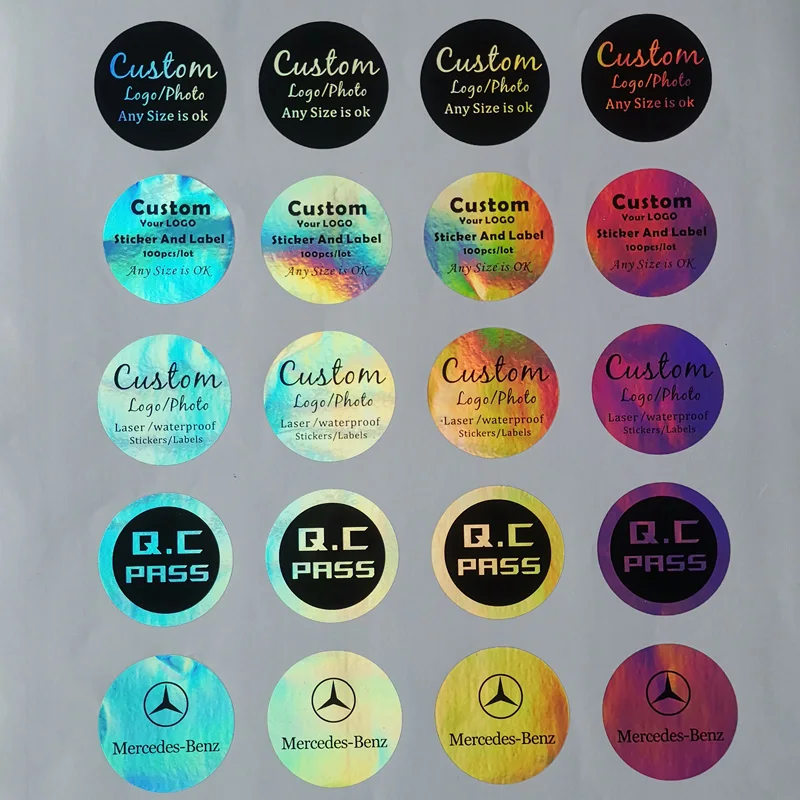 Custom
Logo/Photo
Any Size is ok
Custom
Logo/Photo
Any Size is ok
Custom
Logo/Photo
Any Size is ok
Custom
Logo/Photo
Any Size is ok
Custom
Your LOGO
Sticker And Label
100pcs/lot
Any Size is OK
Custom
Your LOGO
Sticker And Label
100pcs/lot
Any Size is OK
Custom
Your LOGO
Sticker And Label
100pcs/lot
Any Size is OK
Custom
Your LOGO
Sticker And Label
100pcs/lot
Any Size is OK
Custom
Logo/Photo
Laser/waterproof
Stickers/Labels
Custom
Logo/Photo
Laser/waterproof
Stickers/Labels
Custom
Logo/Photo
Laser/waterproof
Stickers/Labels
Custom
Logo/Photo
Laser/waterproof
Stickers/Labels
Q.C
PASS
Q.C
PASS
Q.C
PASS
Q.C
PASS
Mercedes-Benz
Mercedes-Benz
Mercedes-Benz
Mercedes-Benz